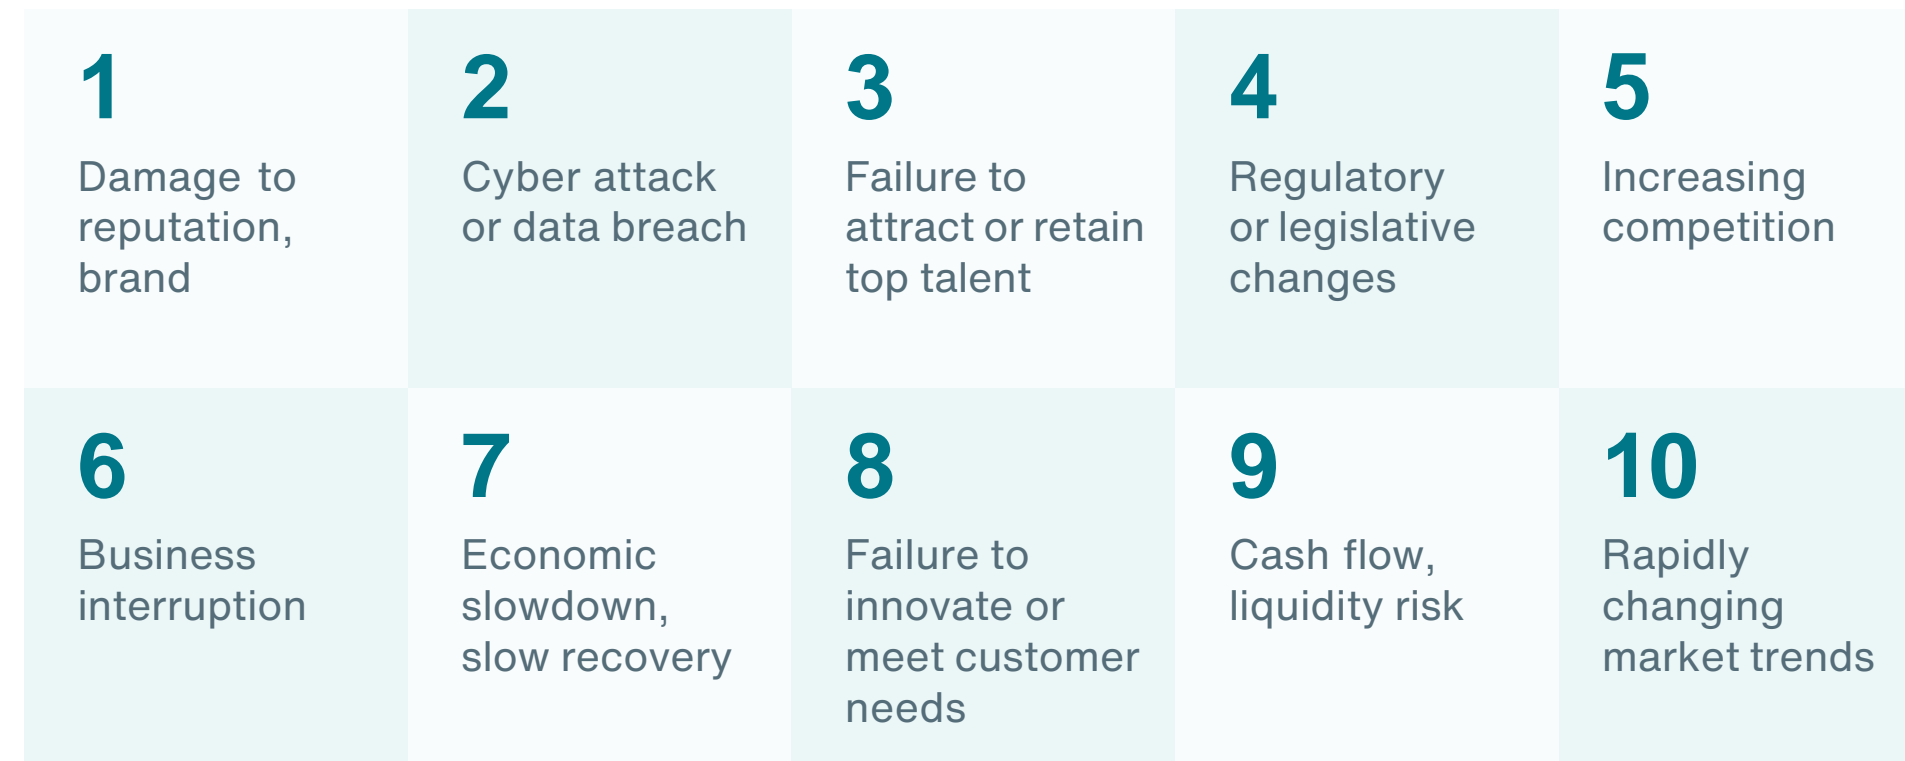 1
Damage to
reputation,
brand
2
Cyber attack
or data breach
3
Failure to
attract or retain
top talent
4
Regulatory
or legislative
changes
5
Increasing
competition
6
Business
interruption
7
Economic
slowdown,
slow recovery
8
Failure to
innovate or
meet customer
needs
9
Cash flow,
liquidity risk
10
Rapidly
changing
market trends